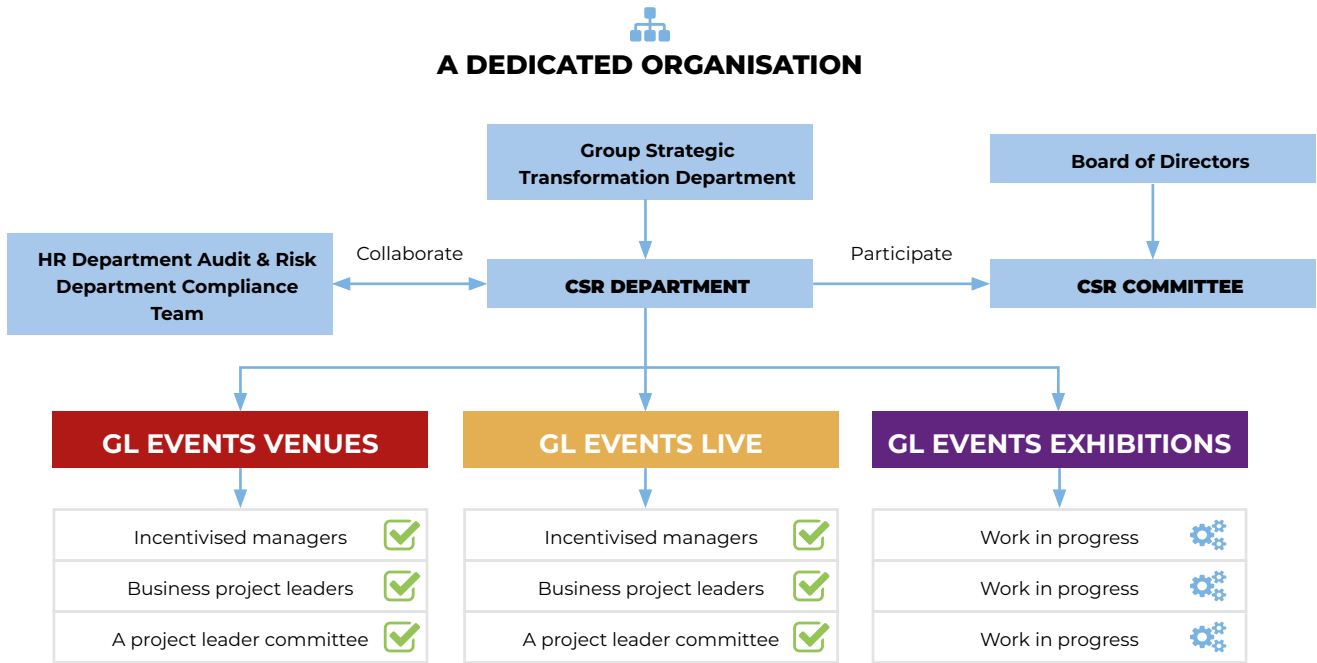 A DEDICATED ORGANISATION
Group Strategic
Transformation Department
Board of Directors
HR Department Audit & Risk
Department Compliance
Team
Collaborate
CSR DEPARTMENT
Participate
CSR COMMITTEE
GL EVENTS VENUES
GL EVENTS LIVE
GL EVENTS EXHIBITIONS
Incentivised managers
Incentivised managers
Work in progress
Business project leaders
Business project leaders
Work in progress
A project leader committee
A project leader committee
Work in progress